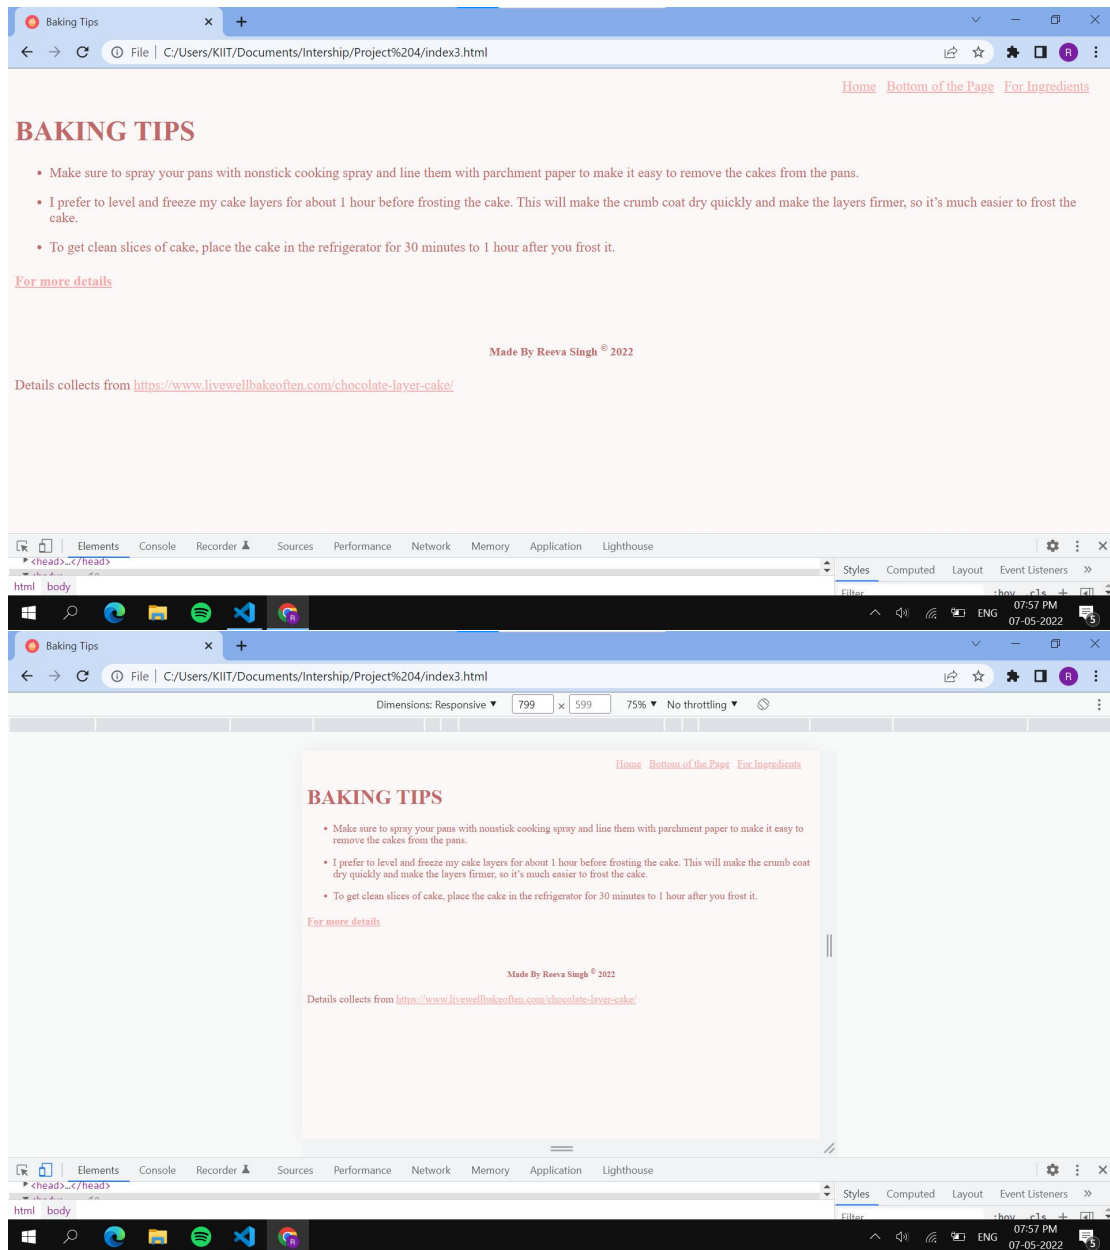 Baking Tips
File | C:/Users/KIIT/Documents/Intership/Project%204/index3.html
R
Home Bottom of the Page For Ingredients
BAKING TIPS
• Make sure to spray your pans with nonstick cooking spray and line them with parchment paper to make it easy to remove the cakes from the pans.
• I prefer to level and freeze my cake layers for about 1 hour before frosting the cake. This will make the crumb coat dry quickly and make the layers firmer, so it's much easier to frost the
cake.
• To get clean slices of cake, place the cake in the refrigerator for 30 minutes to 1 hour after you frost it.
For more details
Made By Reeva Singh © 2022
Details collects from https://www.livewellbakeoften.com/chocolate-layer-cake/
Elements Console Recorder Sources Performance Network Memory Application Lighthouse
<head>…</head>
Styles Computed Layout Event Listeners »
html body
Filter :hov .cls +
ENG 07:57 PM
07-05-2022 5
Baking Tips
File | C:/Users/KIIT/Documents/Intership/Project%204/index3.html
R
Dimensions: Responsive ▼ 799 x 599 75% ▼ No throttling ▼
Home Bottom of the Page For Ingredients
BAKING TIPS
• Make sure to spray your pans with nonstick cooking spray and line them with parchment paper to make it easy to
remove the cakes from the pans.
• I prefer to level and freeze my cake layers for about 1 hour before frosting the cake. This will make the crumb coat
dry quickly and make the layers firmer, so it's much easier to frost the cake.
• To get clean slices of cake, place the cake in the refrigerator for 30 minutes to 1 hour after you frost it.
For more details
Made By Reeva Singh © 2022
Details collects from https://www.livewellbakeoften.com/chocolate-layer-cake/
Elements Console Recorder Sources Performance Network Memory Application Lighthouse
<head>…</head>
Styles Computed Layout Event Listeners »
html body
Filter :hov .cls +
ENG 07:57 PM
07-05-2022 5